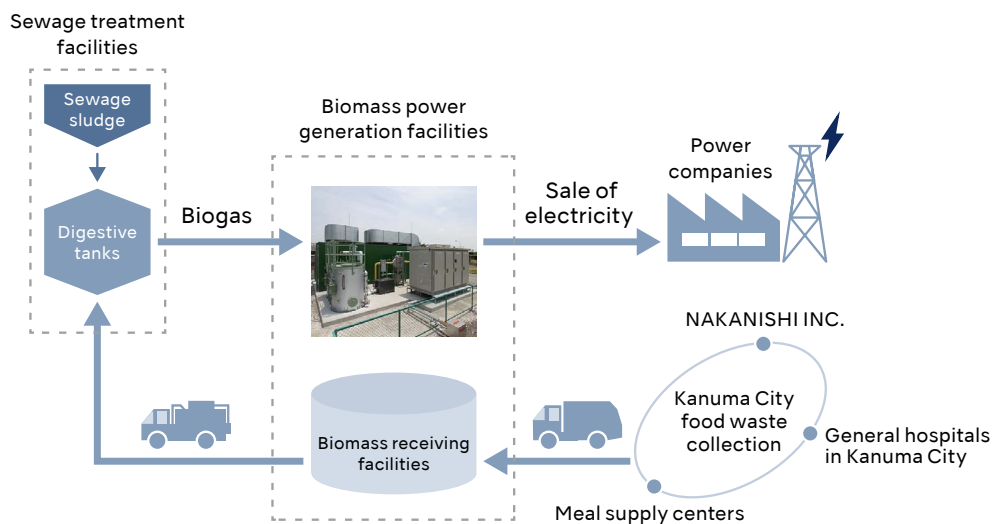 Sewage treatment
facilities
Sewage
sludge
Digestive
tanks
Biogas
Biomass power
generation facilities
Sale of
electricity
Power
companies
NAKANISHI INC.
Kanuma City
food waste
collection
General hospitals
in Kanuma City
Meal supply centers
Biomass receiving
facilities